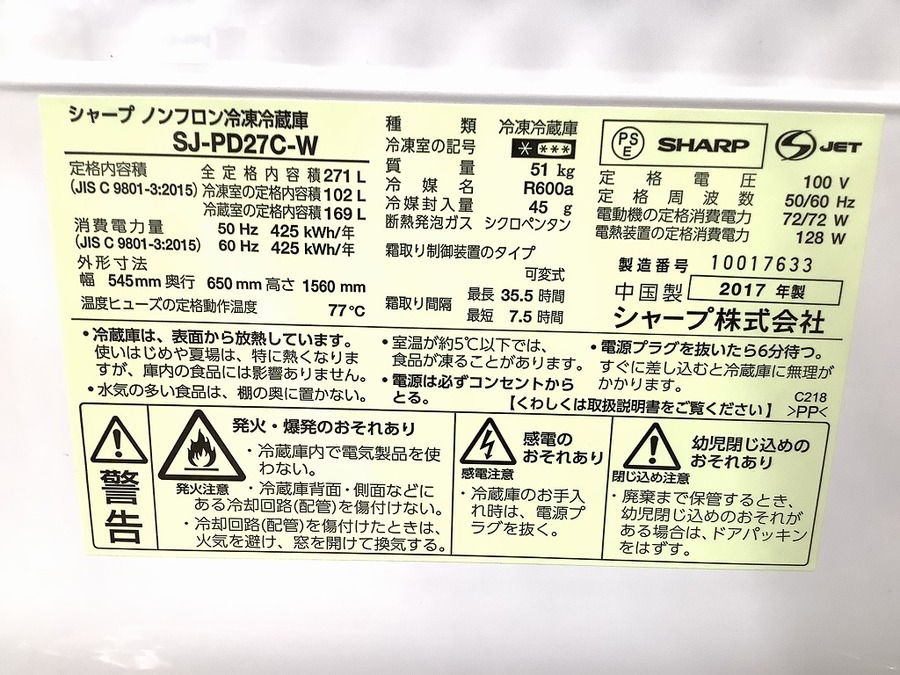 シャープ ノンフロン冷凍冷蔵庫
SJ-PD27C-W
定格内容積
(JIS C 9801-3:2015)
全定格内容積 271 L
冷凍室の定格内容積 102 L
冷蔵室の定格内容積 169 L
消費電力量
(JIS C 9801-3:2015)
50 Hz 425 kWh/年
60 Hz 425 kWh/年
外形寸法
幅 545mm 奥行 650mm 高さ 1560mm
温度ヒューズの定格動作温度 77℃
種類 冷凍冷蔵庫
冷凍室の記号 * ***
質量 51 kg
冷媒名 R600a
冷媒封入量 45 g
断熱発泡ガス シクロペンタン
霜取り制御装置のタイプ
可変式
霜取り間隔
最長 35.5 時間
最短 7.5 時間
PSE SHARP
S JET
定格電圧 100 V
定格周波数 50/60 Hz
電動機の定格消費電力 72/72 W
電熱装置の定格消費電力 128 W
製造番号 10017633
中国製 2017 年製
シャープ株式会社
・冷蔵庫は、表面から放熱しています。
使いはじめや夏場は、特に熱くなりま
すが、庫内の食品には影響ありません。
・水気の多い食品は、棚の奥に置かない。
・室温が約5℃以下では、
食品が凍ることがあります。
・電源は必ずコンセントから
とる。
・電源プラグを抜いたら6分待つ。
すぐに差し込むと冷蔵庫に無理が
かかります。
【くわしくは取扱説明書をご覧ください】
C218
>PP<
警告
発火注意
発火・爆発のおそれあり
・冷蔵庫内で電気製品を使
わない。
・冷蔵庫背面・側面などに
ある冷却回路(配管)を傷付けない。
・冷却回路(配管)を傷付けたときは、
火気を避け、窓を開けて換気する。
感電注意
感電の
おそれあり
・冷蔵庫のお手入
れ時は、電源プ
ラグを抜く。
閉じ込め注意
幼児閉じ込めの
おそれあり
・廃棄まで保管するとき、
幼児閉じ込めのおそれが
ある場合は、ドアパッキン
をはずす。